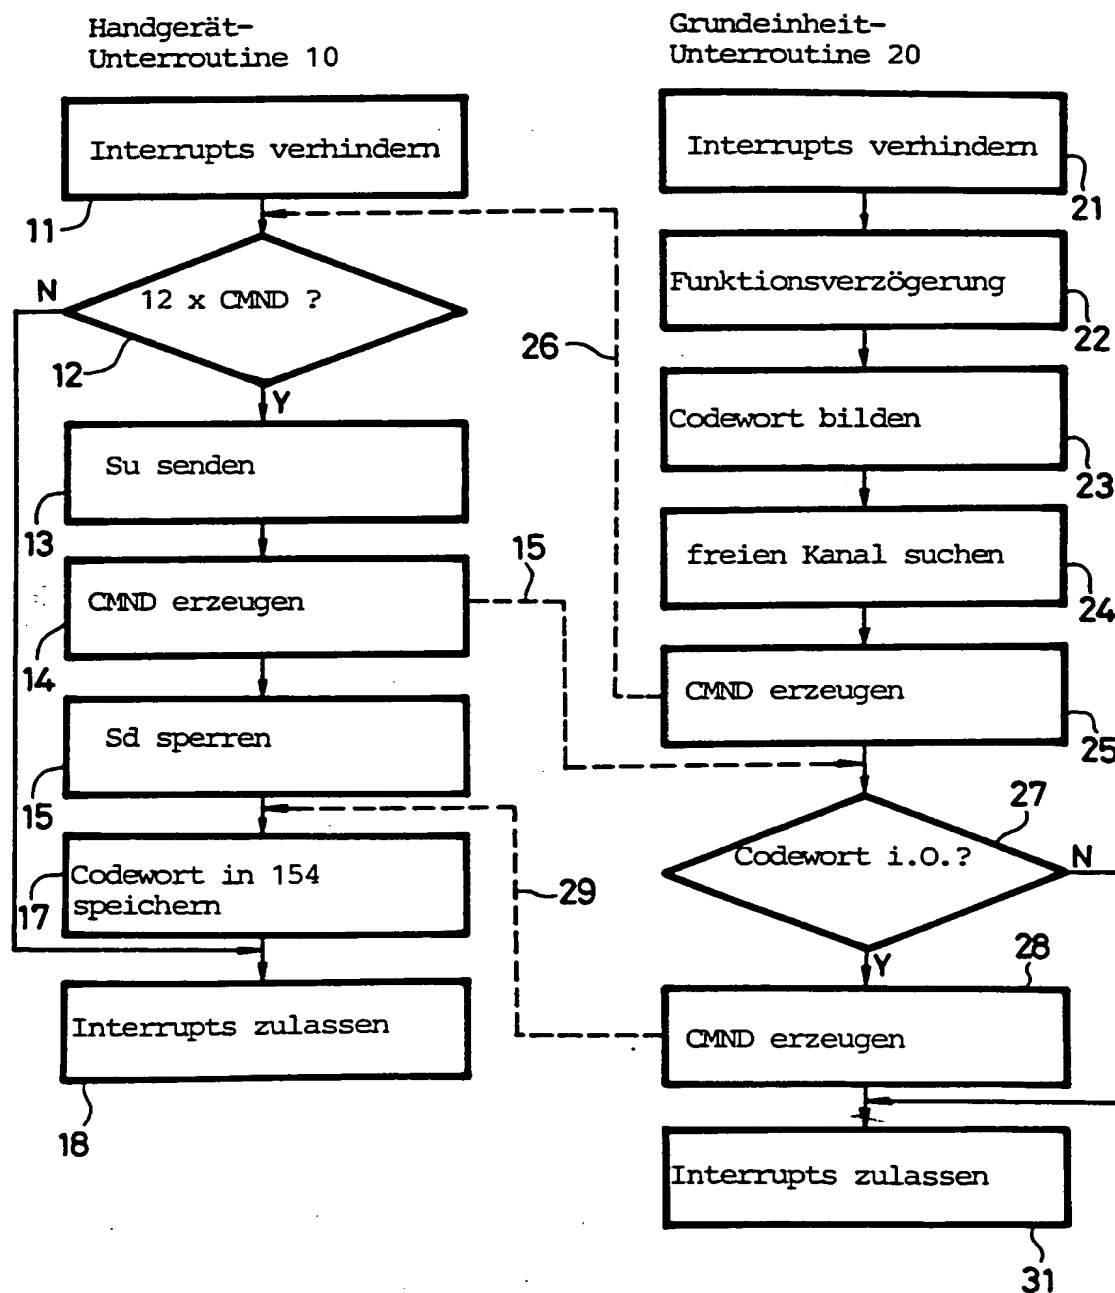 Handgerät-
Unterroutine 10
Interrupts verhindern
11
12 x CMND ?
N
12
Y
Su senden
13
CMND erzeugen
14
15
Sd sperren
15
Codewort in 154
speichern
17
Interrupts zulassen
18
Grundeinheit-
Unterroutine 20
Interrupts verhindern
21
Funktionsverzögerung
22
26
Codewort bilden
23
freien Kanal suchen
24
CMND erzeugen
25
27
Codewort i.O.?
N
29
Y
28
CMND erzeugen
Interrupts zulassen
31